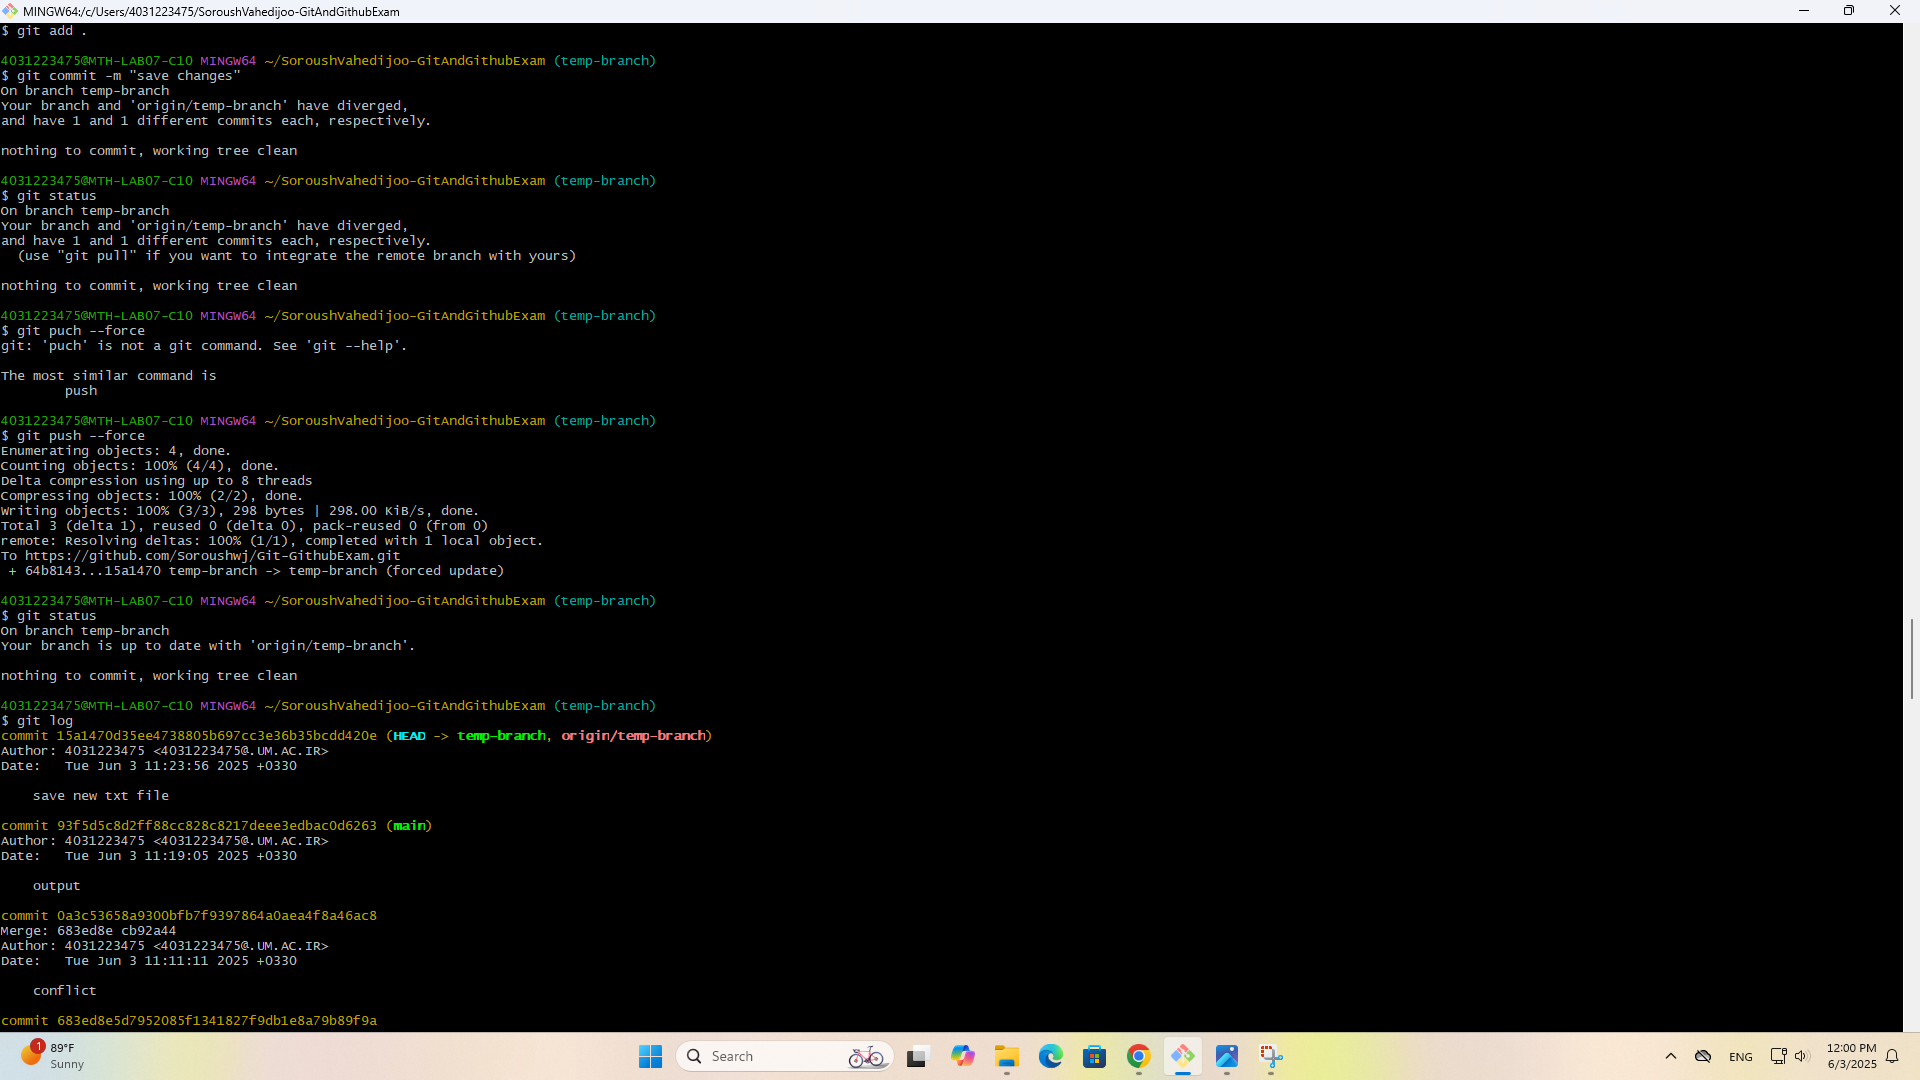 MINGW64:/c/Users/4031223475/SoroushVahedijoo-GitAndGithubExam
$ git add .
4031223475@MTH-LAB07-C10 MINGW64 ~/SoroushVahedijoo-GitAndGithubExam (temp-branch)
$ git commit -m "save changes"
On branch temp-branch
Your branch and 'origin/temp-branch' have diverged,
and have 1 and 1 different commits each, respectively.
nothing to commit, working tree clean
4031223475@MTH-LAB07-C10 MINGW64 ~/SoroushVahedijoo-GitAndGithubExam (temp-branch)
$ git status
On branch temp-branch
Your branch and 'origin/temp-branch' have diverged,
and have 1 and 1 different commits each, respectively.
  (use "git pull" if you want to integrate the remote branch with yours)
nothing to commit, working tree clean
4031223475@MTH-LAB07-C10 MINGW64 ~/SoroushVahedijoo-GitAndGithubExam (temp-branch)
$ git puch --force
git: 'puch' is not a git command. See 'git --help'.
The most similar command is
        push
4031223475@MTH-LAB07-C10 MINGW64 ~/SoroushVahedijoo-GitAndGithubExam (temp-branch)
$ git push --force
Enumerating objects: 4, done.
Counting objects: 100% (4/4), done.
Delta compression using up to 8 threads
Compressing objects: 100% (2/2), done.
Writing objects: 100% (3/3), 298 bytes | 298.00 KiB/s, done.
Total 3 (delta 1), reused 0 (delta 0), pack-reused 0 (from 0)
remote: Resolving deltas: 100% (1/1), completed with 1 local object.
To https://github.com/Soroushwj/Git-GithubExam.git
 + 64b8143...15a1470 temp-branch -> temp-branch (forced update)
4031223475@MTH-LAB07-C10 MINGW64 ~/SoroushVahedijoo-GitAndGithubExam (temp-branch)
$ git status
On branch temp-branch
Your branch is up to date with 'origin/temp-branch'.
nothing to commit, working tree clean
4031223475@MTH-LAB07-C10 MINGW64 ~/SoroushVahedijoo-GitAndGithubExam (temp-branch)
$ git log
commit 15a1470d35ee4738805b697cc3e36b35bcdd420e (HEAD -> temp-branch, origin/temp-branch)
Author: 4031223475 <4031223475@.UM.AC.IR>
Date:   Tue Jun 3 11:23:56 2025 +0330
    save new txt file
commit 93f5d5c8d2ff88cc828c8217deee3edbac0d6263 (main)
Author: 4031223475 <4031223475@.UM.AC.IR>
Date:   Tue Jun 3 11:19:05 2025 +0330
    output
commit 0a3c53658a9300bfb7f9397864a0aea4f8a46ac8
Merge: 683ed8e cb92a44
Author: 4031223475 <4031223475@.UM.AC.IR>
Date:   Tue Jun 3 11:11:11 2025 +0330
    conflict
commit 683ed8e5d7952085f1341827f9db1e8a79b89f9a
1
89°F
Sunny
Search
ENG
12:00 PM
6/3/2025